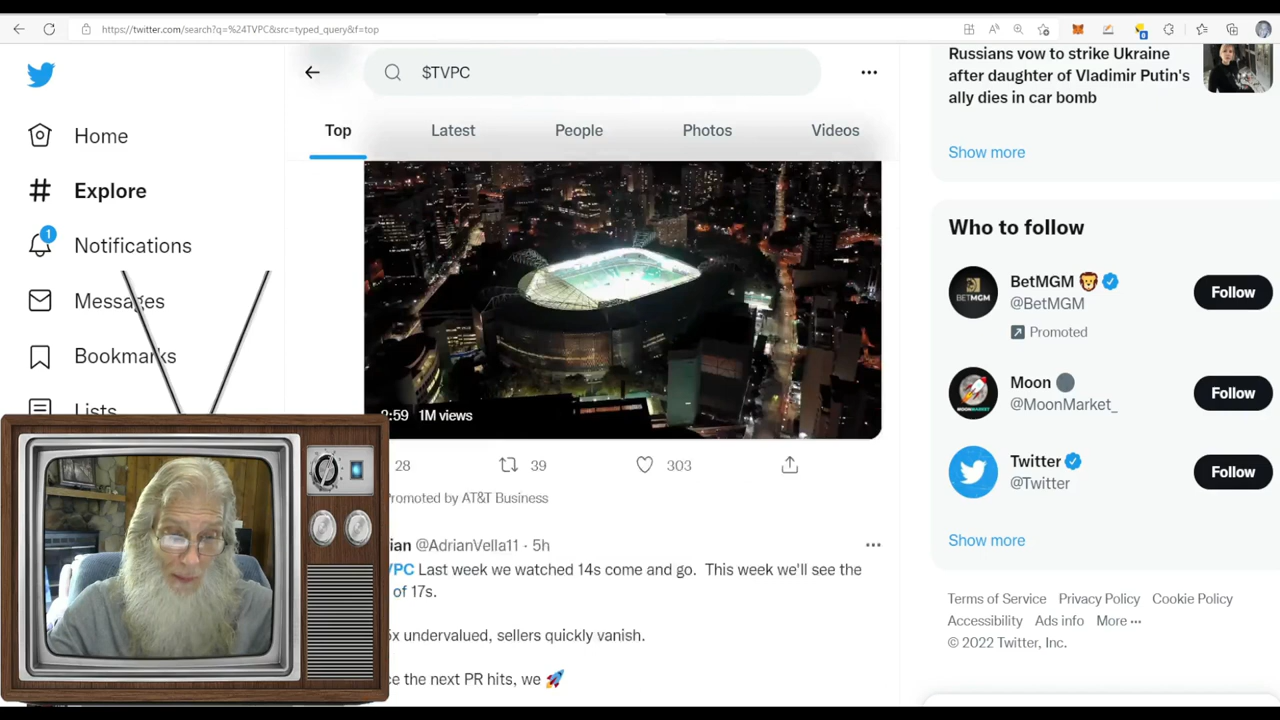 https://twitter.com/search?q=%24TVPC&src=typed_query&f=top
$TVPC
Top
Latest
People
Photos
Videos
Home
Explore
1
Notifications
Messages
Bookmarks
Lists
:59 1M views
28
39
303
romoted by AT&T Business
ian @AdrianVella11 · 5h
VPC Last week we watched 14s come and go. This week we'll see the
of 17s.
x undervalued, sellers quickly vanish.
the next PR hits, we 🚀
Russians vow to strike Ukraine
after daughter of Vladimir Putin's
ally dies in car bomb
Show more
Who to follow
BetMGM 🦁
@BetMGM
Promoted
Follow
BETMGM
Moon
@MoonMarket_
Follow
MOONMARKET
Twitter
@Twitter
Follow
Show more
Terms of Service Privacy Policy Cookie Policy
Accessibility Ads info More ···
© 2022 Twitter, Inc.